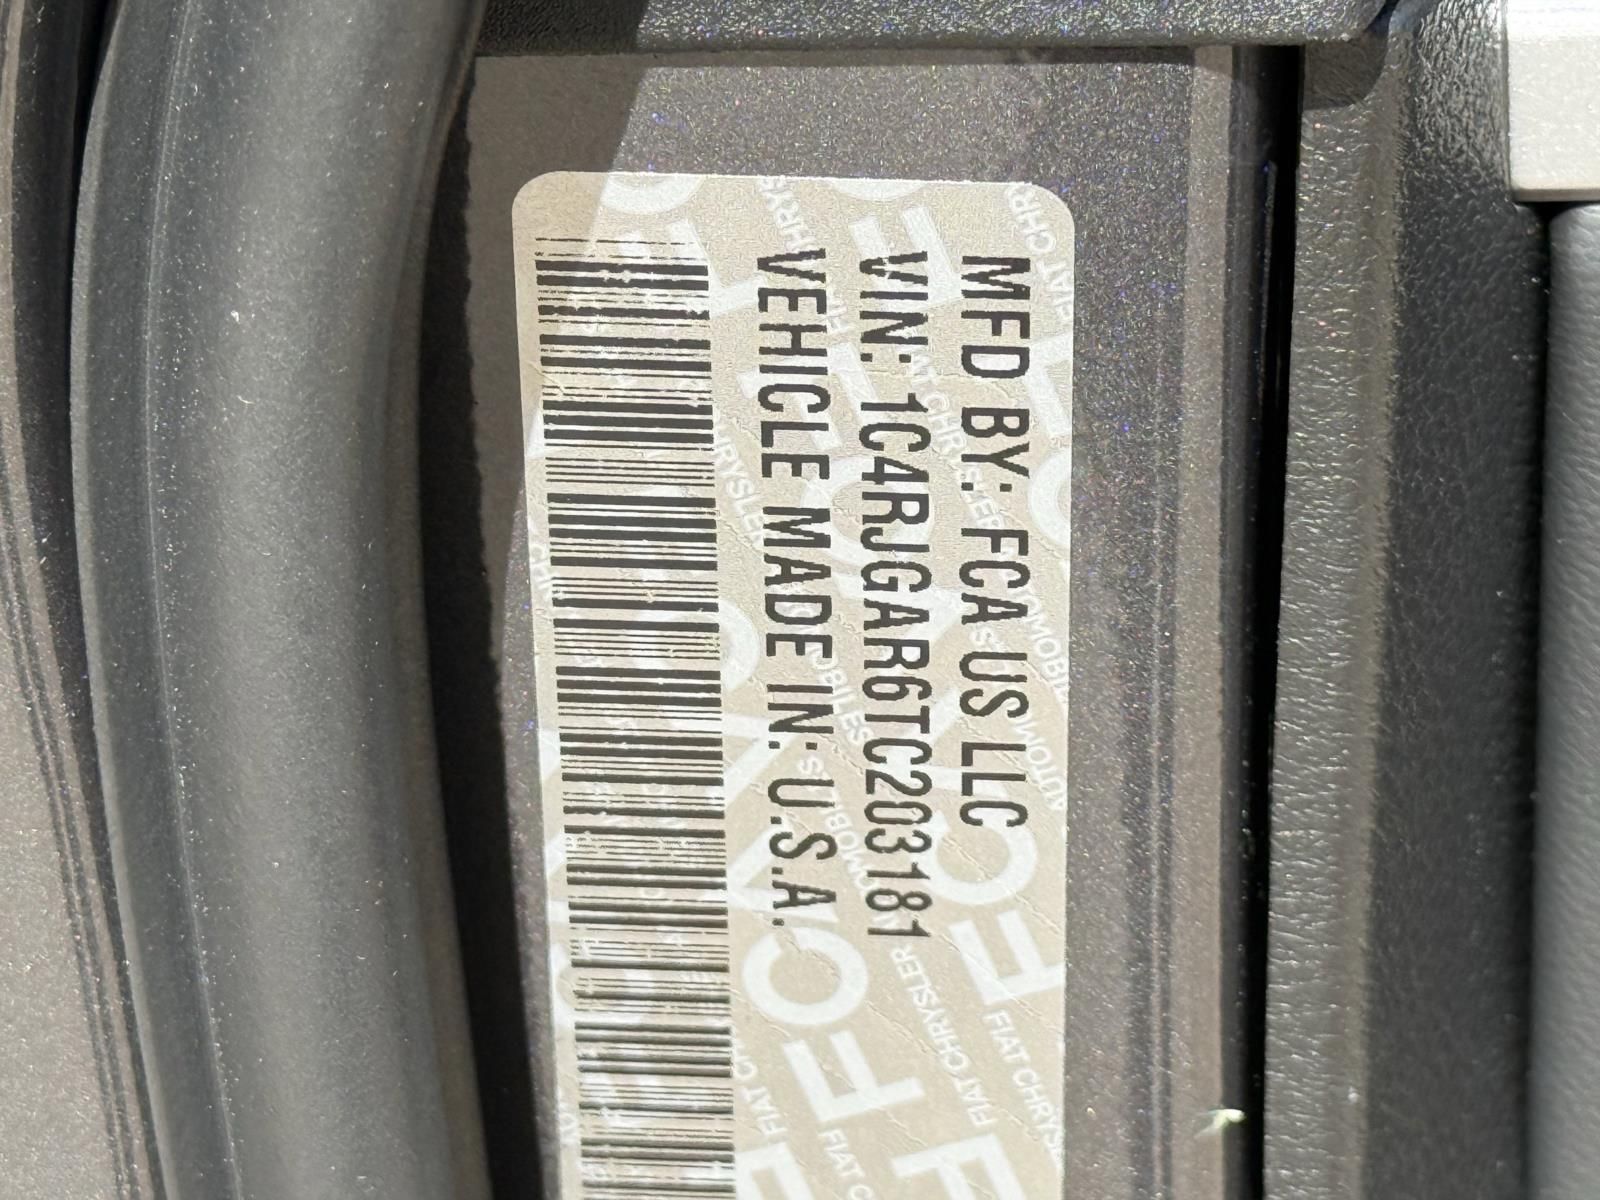 MFD BY: FCA US LLC
VIN: 1C4RJGAR6TC203181
VEHICLE MADE IN: U.S.A.